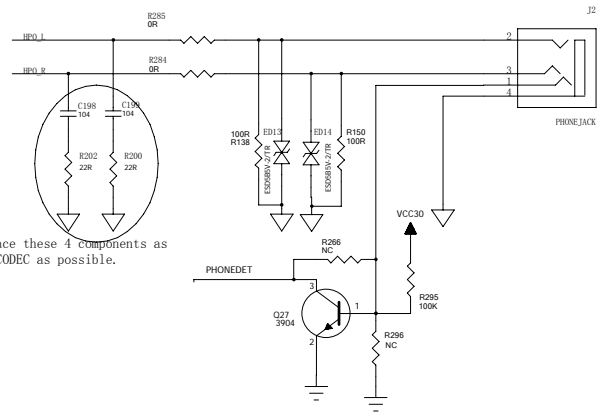 R285
0R
J2
HPO_L
2
R284
0R
HPO_R
3
1
4
C198
104
C199
104
100R
R138
ED13
ESD5B5V-2/TR
ED14
ESD5B5V-2/TR
R150
100R
PHONEJACK
R202
22R
R200
22R
VCC30
ace these 4 components as
CODEC as possible.
R266
NC
PHONEDET
3
R295
100K
Q27
3904
1
2
R296
NC